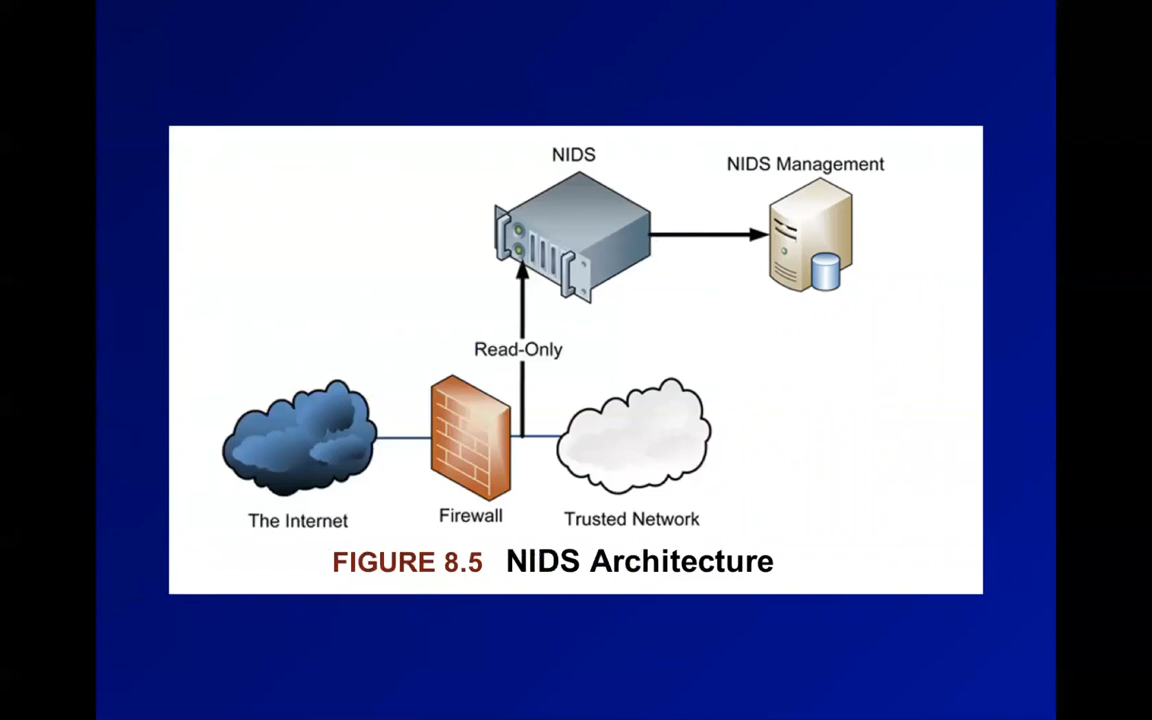 NIDS
NIDS Management
Read-Only
The Internet
Firewall
Trusted Network
FIGURE 8.5 NIDS Architecture